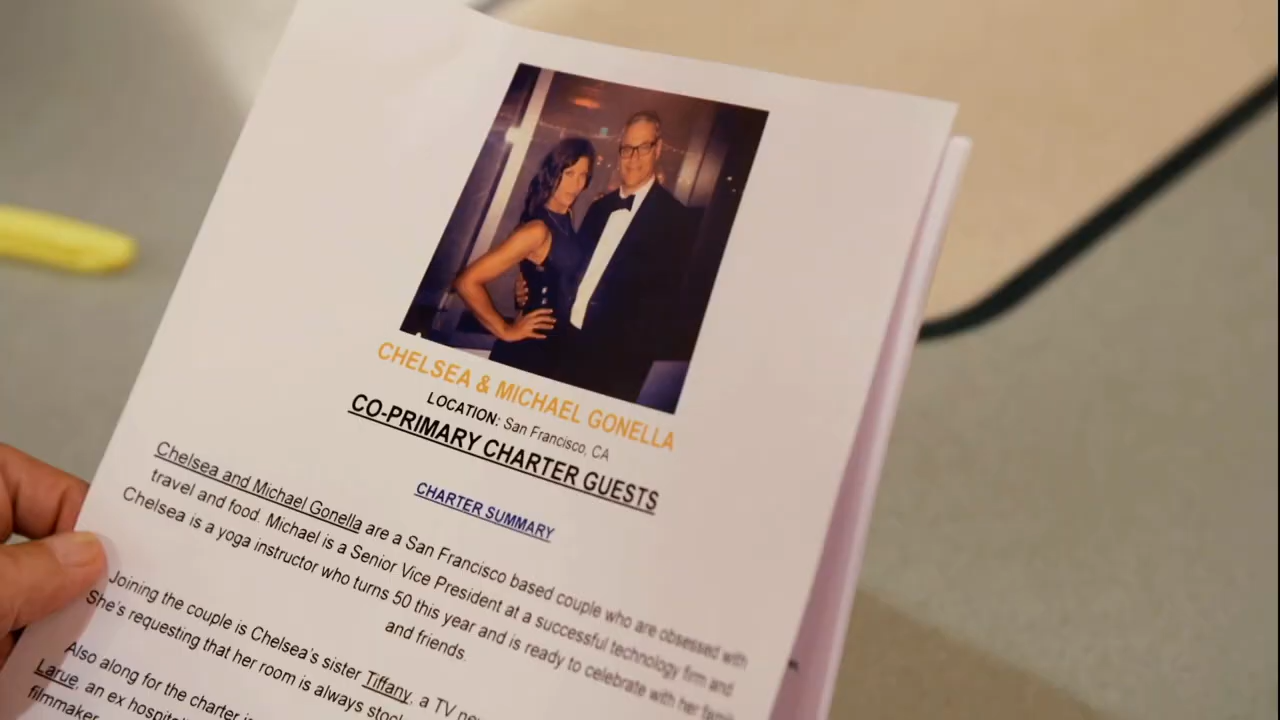 CHELSEA & MICHAEL GONELLA
LOCATION: San Francisco, CA
CO-PRIMARY CHARTER GUESTS
CHARTER SUMMARY
Chelsea and Michael Gonella are a San Francisco based couple who are obsessed with
travel and food. Michael is a Senior Vice President at a successful technology firm and
Chelsea is a yoga instructor who turns 50 this year and is ready to celebrate with her family
and friends.
Joining the couple is Chelsea's sister Tiffany, a TV
She's requesting that her room is always
Also along for the charter
Larue, an ex
filmmaker